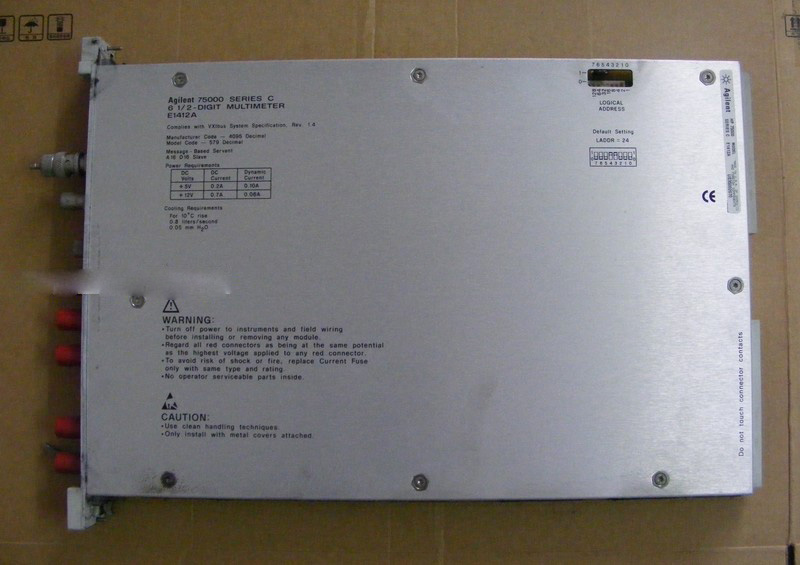 Agilent 75000 SERIES C
6 1/2-DIGIT MULTIMETER
E1412A
Complies with VXIbus System Specification, Rev. 1.4
Manufacturer Code — 4095 Decimal
Model Code — 579 Decimal
Message-Based Servant
A16 D16 Slave
Power Requirements
DC Volts DC Current Dynamic Current
+5V 0.2A 0.10A
+12V 0.7A 0.06A
Cooling Requirements
For 10°C rise
0.8 liters/second
0.05 mm H2O
WARNING:
•Turn off power to instruments and field wiring
before installing or removing any module.
•Regard all red connectors as being at the same potential
as the highest voltage applied to any red connector.
•To avoid risk of shock or fire, replace Current Fuse
only with same type and rating.
•No operator serviceable parts inside.
CAUTION:
•Use clean handling techniques.
•Only install with metal covers attached.
76543210
1
0
LOGICAL
ADDRESS
Default Setting
LADDR = 24
76543210
CE
Agilent
Do not touch connector contacts